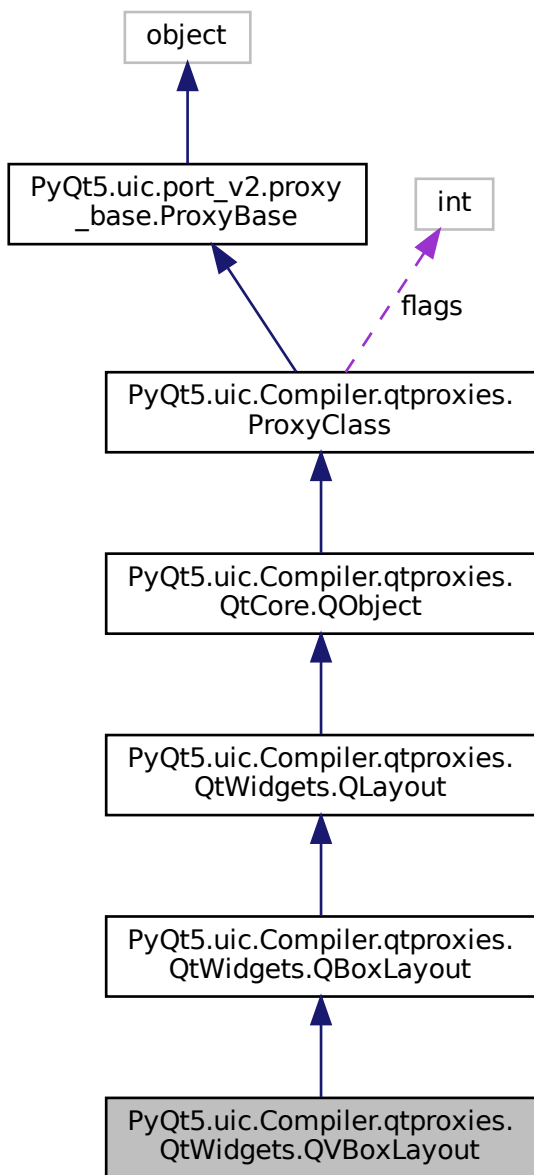 object
PyQt5.uic.port_v2.proxy
_base.ProxyBase
int
flags
PyQt5.uic.Compiler.qtproxies.
ProxyClass
PyQt5.uic.Compiler.qtproxies.
QtCore.QObject
PyQt5.uic.Compiler.qtproxies.
QtWidgets.QLayout
PyQt5.uic.Compiler.qtproxies.
QtWidgets.QBoxLayout
PyQt5.uic.Compiler.qtproxies.
QtWidgets.QVBoxLayout